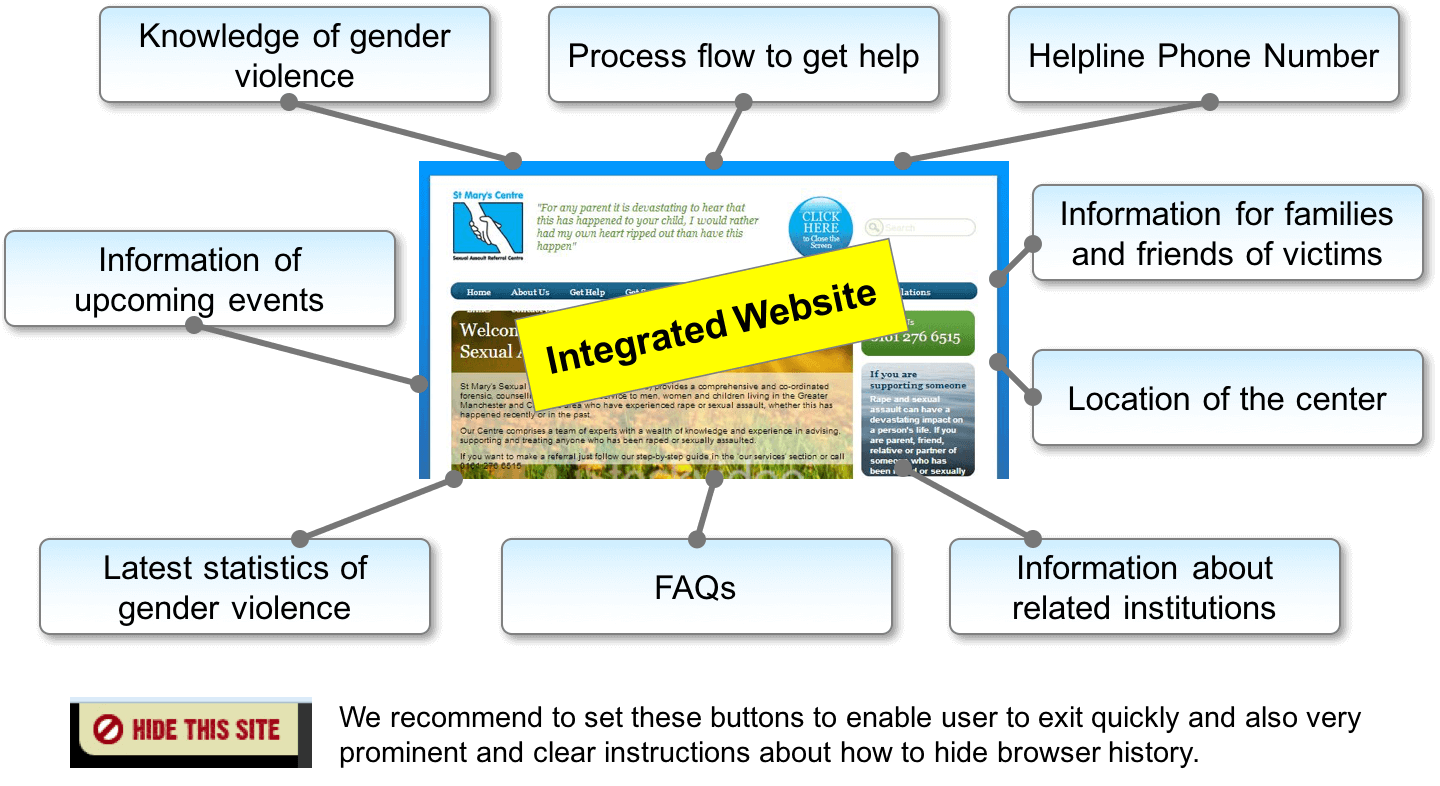 Knowledge of gender
violence
Process flow to get help
Helpline Phone Number
Information of
upcoming events
Information for families
and friends of victims
Location of the center
St Mary's Centre
Sexual Assault Referral Centre
"For any parent it is devastating to hear that
this has happened to your child, I would rather
had my own heart ripped out than have this
happen"
CLICK
HERE
to Close the
Screen
Search
Home About Us Get Help
Integrated Website
0161 276 6515
Welcom
Sexual A
St Mary's Sexual provides a comprehensive and co-ordinated
forensic, counselli service to men, women and children living in the Greater
Manchester and C area who have experienced rape or sexual assault, whether this has
happened recently or in the past.
Our Centre comprises a team of experts with a wealth of knowledge and experience in advising,
supporting and treating anyone who has been raped or sexually assaulted.
If you want to make a referral just follow our step-by-step guide in the 'our services' section or call
0161 276 6515
If you are
supporting someone
Rape and sexual
assault can have a
devastating impact on
a person's life. If you
are parent, friend,
relative or partner of
someone who has
been or sexually
Latest statistics of
gender violence
FAQs
Information about
related institutions
HIDE THIS SITE
We recommend to set these buttons to enable user to exit quickly and also very
prominent and clear instructions about how to hide browser history.